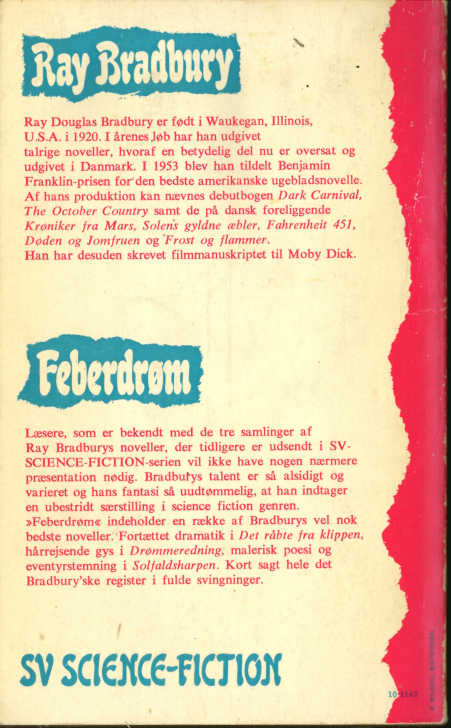 Ray Bradbury
Ray Douglas Bradbury er født i Waukegan, Illinois,
U.S.A. i 1920. I årenes løb har han udgivet
talrige noveller, hvoraf en betydelig del nu er oversat og
udgivet i Danmark. I 1953 blev han tildelt Benjamin
Franklin-prisen for den bedste amerikanske ugebladsnovelle.
Af hans produktion kan nævnes debutbogen Dark Carnival,
The October Country samt de på dansk foreliggende
Krøniker fra Mars, Solens gyldne æbler, Fahrenheit 451,
Døden og Jomfruen og Frost og flammer.
Han har desuden skrevet filmmanuskriptet til Moby Dick.
Feberdrøm
Læsere, som er bekendt med de tre samlinger af
Ray Bradburys noveller, der tidligere er udsendt i SV-
SCIENCE-FICTION-serien vil ikke have nogen nærmere
præsentation nødig. Bradburys talent er så alsidigt og
varieret og hans fantasi så uudtømmelig, at han indtager
en ubestridt særstilling i science fiction genren.
»Feberdrøm« indeholder en række af Bradburys vel nok
bedste noveller. Fortættet dramatik i Det råbte fra klippen,
hårrejsende gys i Drømmeredning, malerisk poesi og
eventyrstemning i Solfaldsharpen. Kort sagt hele det
Bradbury'ske register i fulde svingninger.
SV SCIENCE-FICTION
10 1162